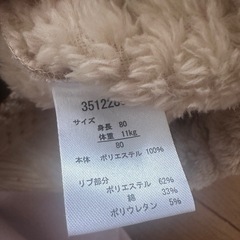 サイズ
身長 80
体重 11kg
80
本体 ポリエステル 100%
リブ部分
ポリエステル 62%
綿 33%
ポリウレタン 5%